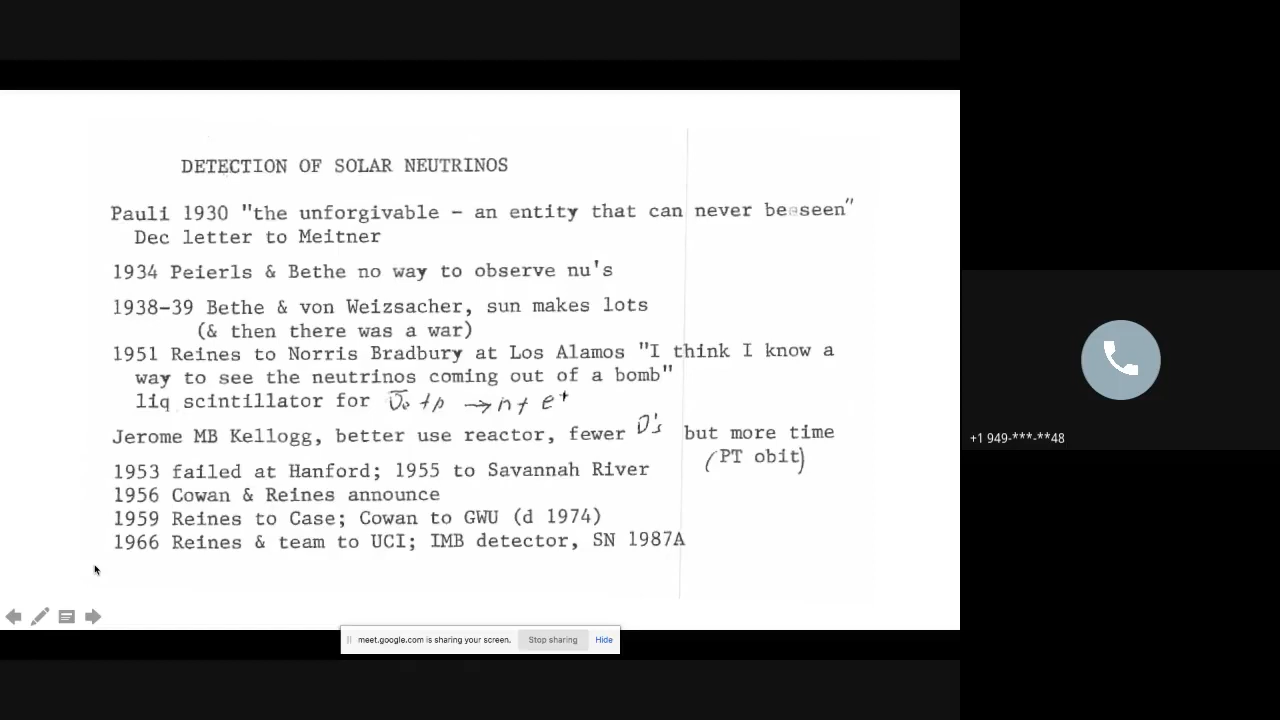 DETECTION OF SOLAR NEUTRINOS
Pauli 1930 "the unforgivable - an entity that can never be seen"
Dec letter to Meitner
1934 Peierls & Bethe no way to observe nu's
1938-39 Bethe & von Weizsacher, sun makes lots
(& then there was a war)
1951 Reines to Norris Bradbury at Los Alamos "I think I know a
way to see the neutrinos coming out of a bomb"
liq scintillator for ν̄e + p → n + e⁺
Jerome MB Kellogg, better use reactor, fewer ν's but more time
(PT obit)
1953 failed at Hanford; 1955 to Savannah River
1956 Cowan & Reines announce
1959 Reines to Case; Cowan to GWU (d 1974)
1966 Reines & team to UCI; IMB detector, SN 1987A
meet.google.com is sharing your screen. Stop sharing Hide
+1 949-***-**48